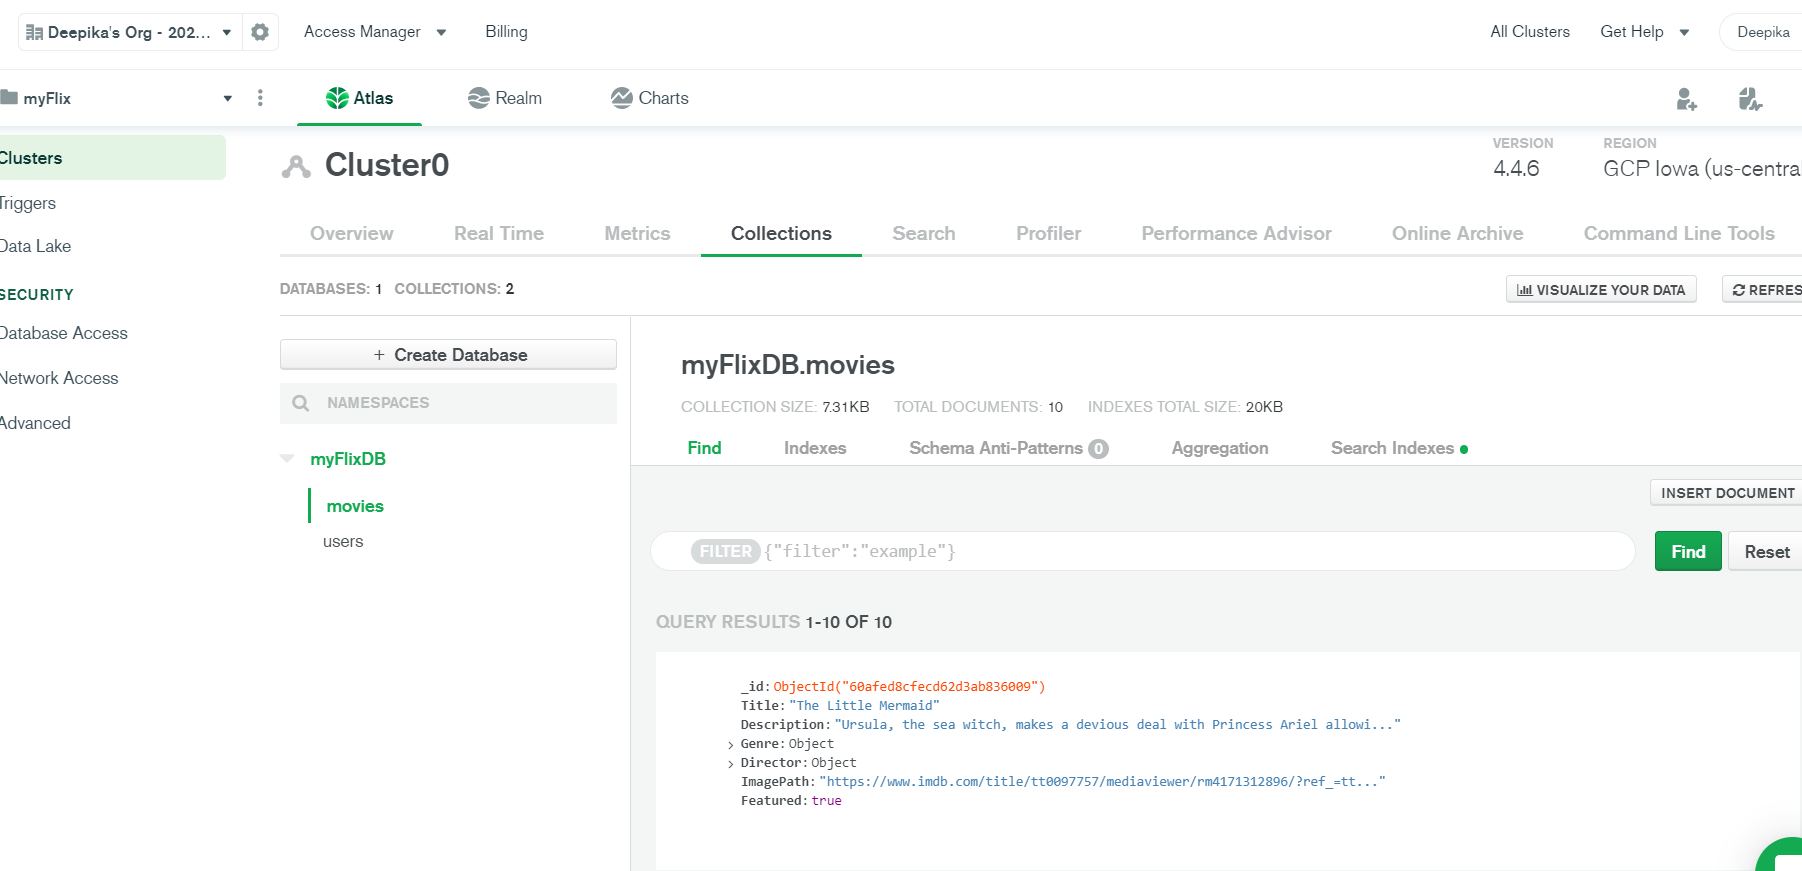 Deepika's Org - 202... Access Manager Billing All Clusters Get Help Deepika
myFlix Atlas Realm Charts
Clusters
Triggers
Data Lake
SECURITY
Database Access
Network Access
Advanced
Cluster0
VERSION REGION
4.4.6 GCP Iowa (us-central
Overview Real Time Metrics Collections Search Profiler Performance Advisor Online Archive Command Line Tools
DATABASES: 1 COLLECTIONS: 2 VISUALIZE YOUR DATA REFRES
+ Create Database
NAMESPACES
myFlixDB
movies
users
myFlixDB.movies
COLLECTION SIZE: 7.31KB TOTAL DOCUMENTS: 10 INDEXES TOTAL SIZE: 20KB
Find Indexes Schema Anti-Patterns 0 Aggregation Search Indexes
INSERT DOCUMENT
FILTER {"filter":"example"} Find Reset
QUERY RESULTS 1-10 OF 10
_id: ObjectId("60afed8cfecd62d3ab836009")
Title: "The Little Mermaid"
Description: "Ursula, the sea witch, makes a devious deal with Princess Ariel allowi..."
Genre: Object
Director: Object
ImagePath: "https://www.imdb.com/title/tt0097757/mediaviewer/rm4171312896/?ref_=tt..."
Featured: true